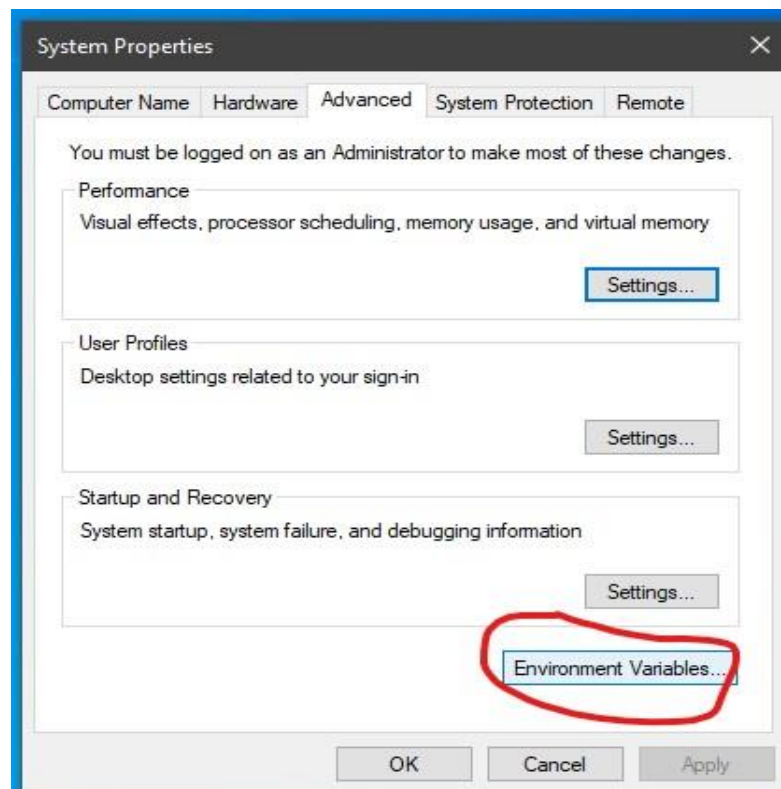 System Properties
Computer Name Hardware Advanced System Protection Remote
You must be logged on as an Administrator to make most of these changes.
Performance
Visual effects, processor scheduling, memory usage, and virtual memory
Settings...
User Profiles
Desktop settings related to your sign-in
Settings...
Startup and Recovery
System startup, system failure, and debugging information
Settings...
Environment Variables...
OK Cancel Apply